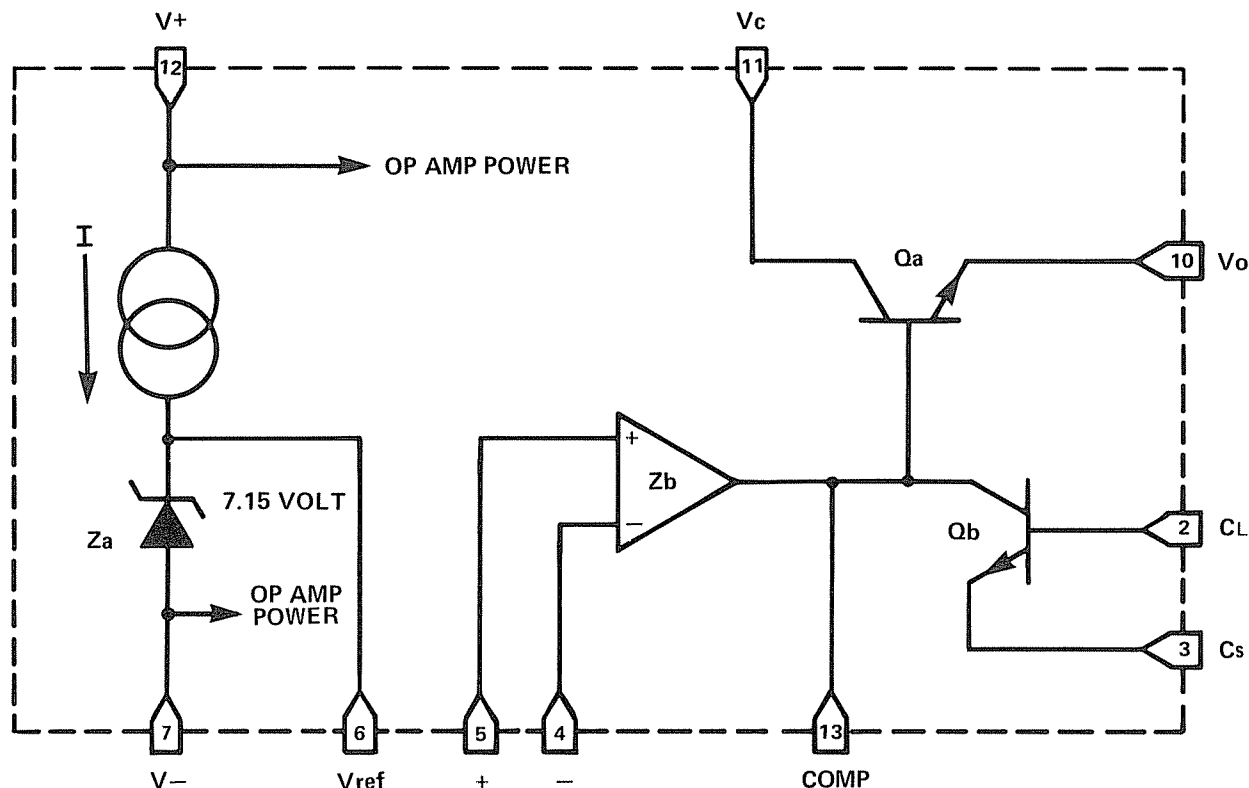 V+
Vc
12
11
OP AMP POWER
I
Qa
10
Vo
+
Zb
7.15 VOLT
Za
−
Qb
2
CL
OP AMP
POWER
3
Cs
7
6
5
4
13
V−
Vref
+
−
COMP